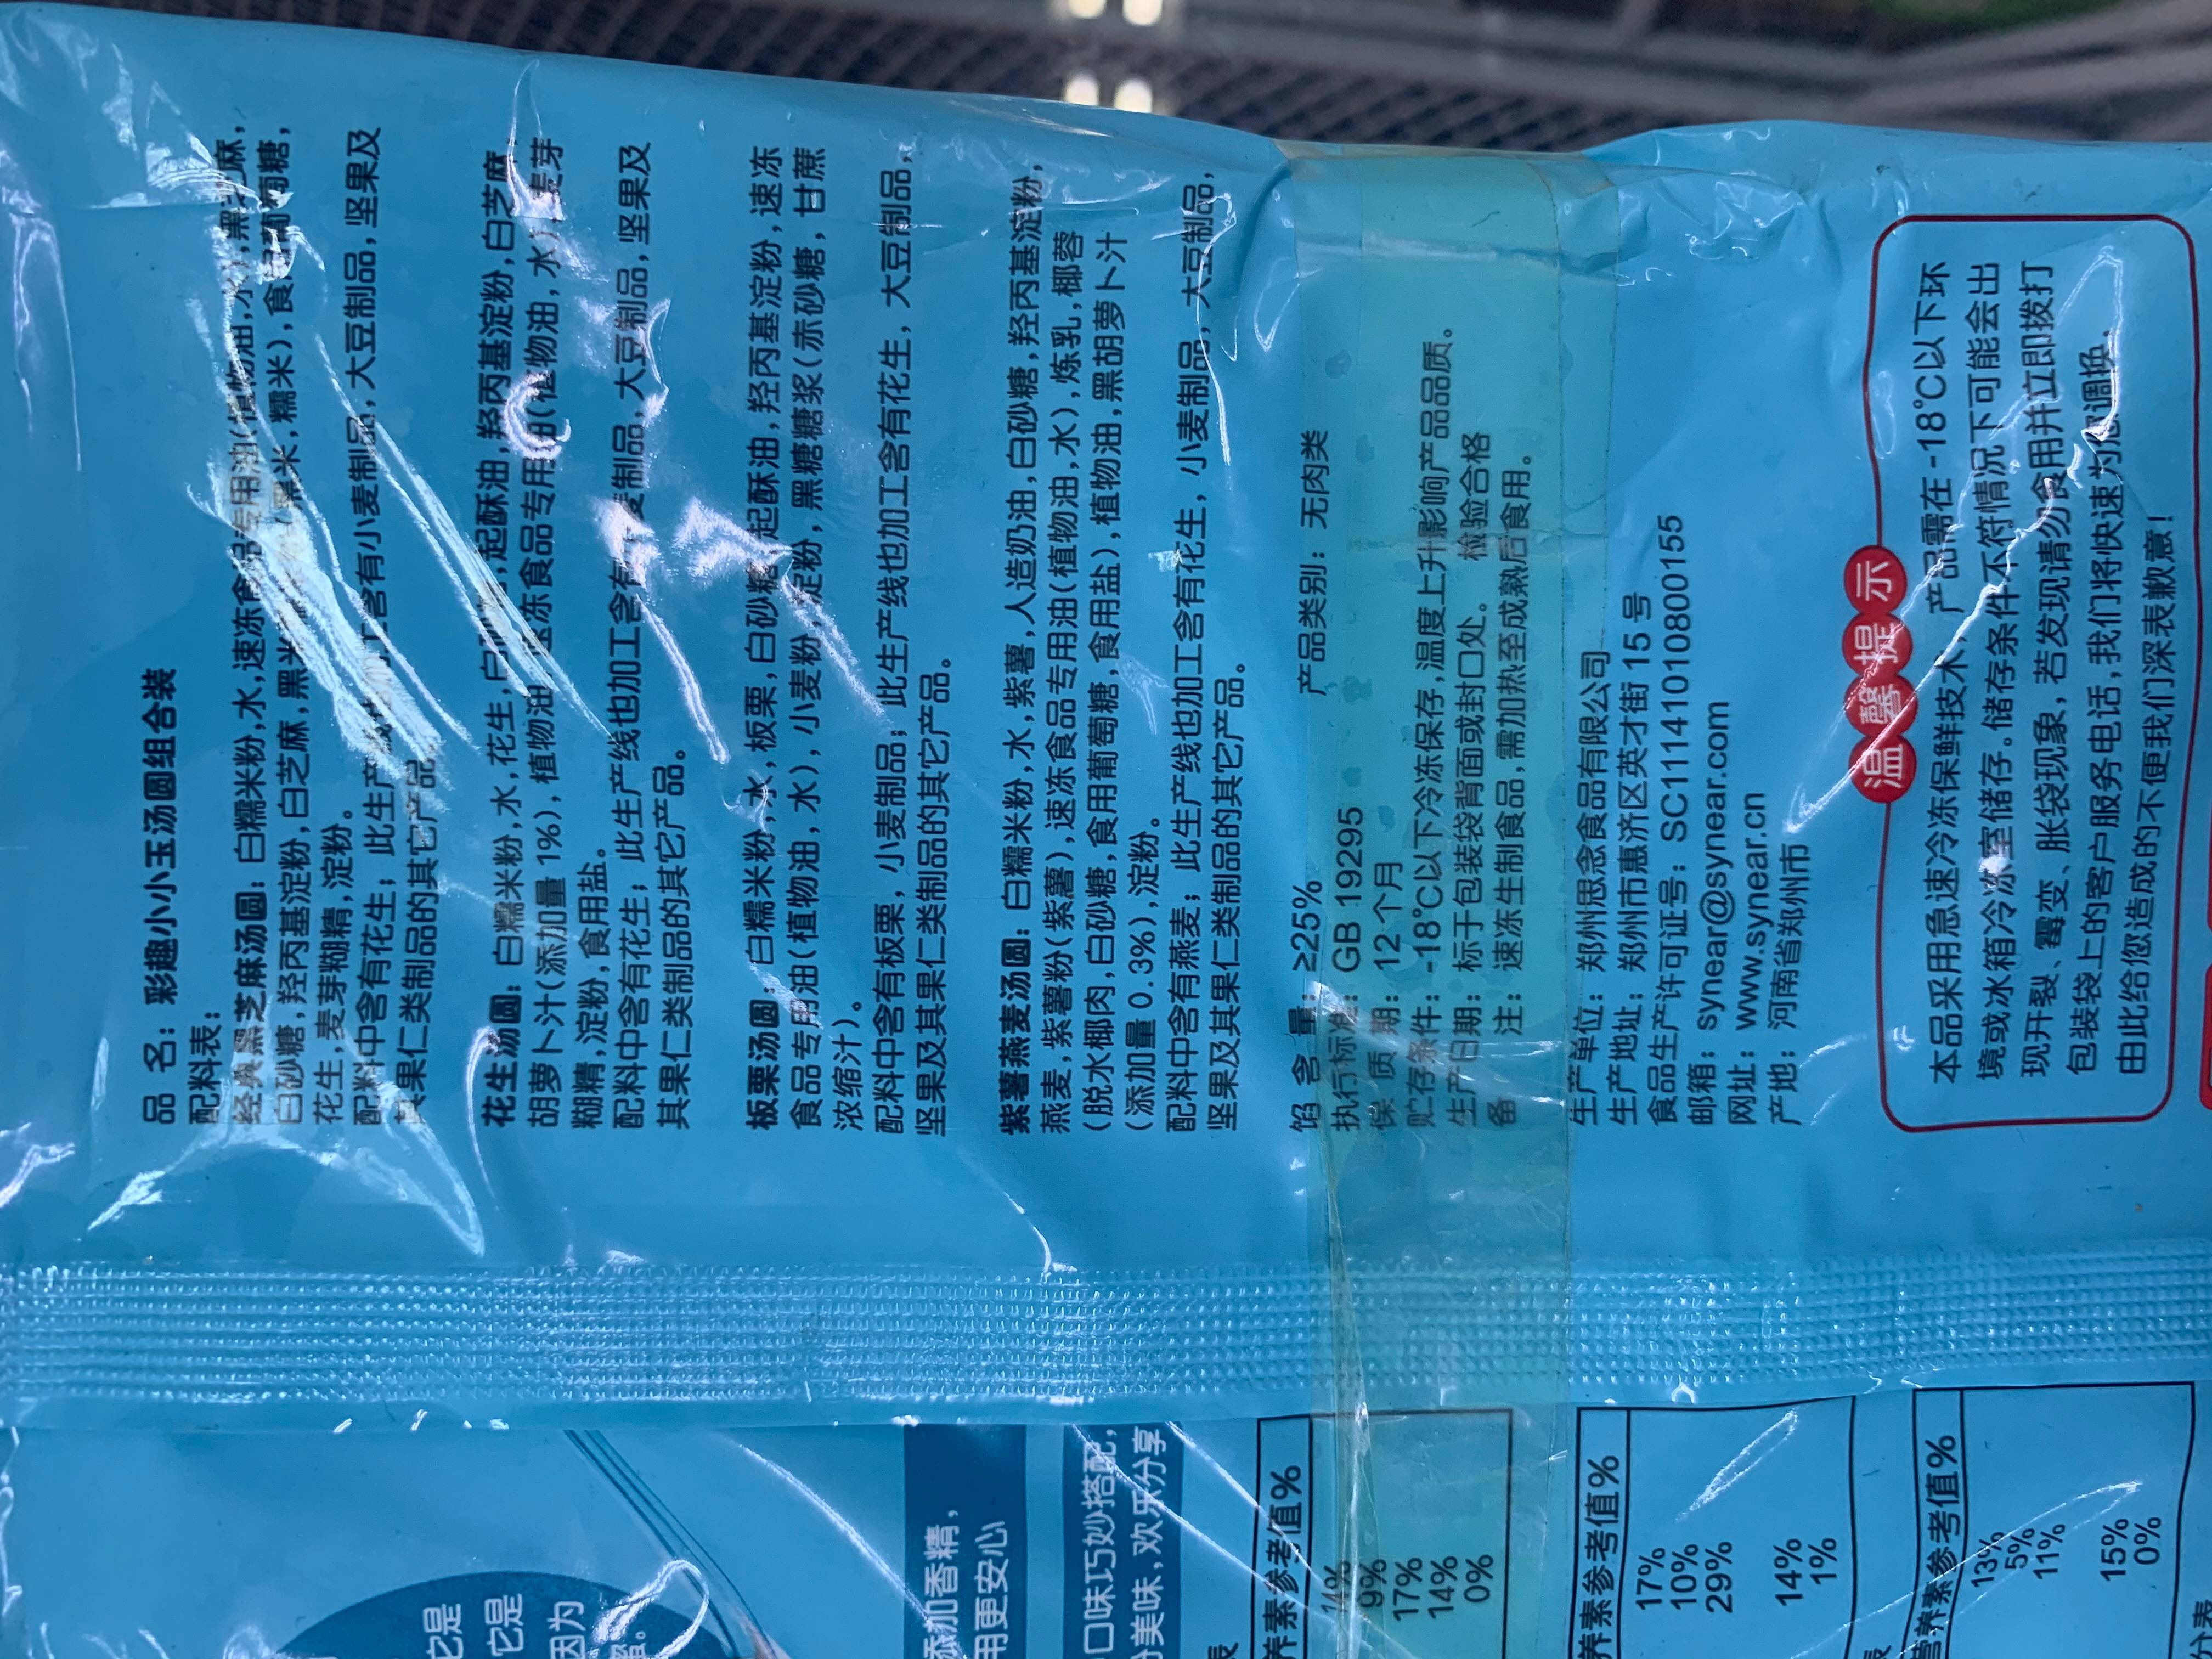 品 名：彩趣小小玉汤圆组合装
配料表：
经典黑芝麻汤圆：白糯米粉,水,速冻食品专用油(植物油,水),黑芝麻,
白砂糖,羟丙基淀粉,白芝麻,黑米 黑米,糯米),食用葡萄糖,
花生,麦芽糊精,淀粉。
配料中含有花生；此生产 工含有小麦制品,大豆制品,坚果及
其果仁类制品的其它产品。
花生汤圆：白糯米粉,水,花生,白砂糖,起酥油,羟丙基淀粉,白芝麻,
胡萝卜汁(添加量1%),植物油,速冻食品专用油(植物油,水),麦芽
糊精,淀粉,食用盐。
配料中含有花生；此生产线也加工含有小麦制品,大豆制品,坚果及
其果仁类制品的其它产品。
板栗汤圆：白糯米粉,水,板栗,白砂糖,起酥油,羟丙基淀粉,速冻
食品专用油(植物油,水),小麦粉,淀粉,黑糖糖浆(赤砂糖,甘蔗
浓缩汁)。
配料中含有板栗,小麦制品；此生产线也加工含有花生,大豆制品,
坚果及其果仁类制品的其它产品。
紫薯燕麦汤圆：白糯米粉,水,紫薯,人造奶油,白砂糖,羟丙基淀粉,
燕麦,紫薯粉(紫薯),速冻食品专用油(植物油,水),炼乳,椰蓉
(脱水椰肉,白砂糖,食用葡萄糖,食用盐),植物油,黑胡萝卜汁
(添加量0.3%),淀粉。
配料中含有燕麦；此生产线也加工含有花生,小麦制品,大豆制品,
坚果及其果仁类制品的其它产品。
馅 含 量：≥25% 产品类别：无肉类
执行标准：GB 19295
保 质 期：12个月
贮存条件：-18℃以下冷冻保存,温度上升影响产品品质。
生产日期：标于包装袋背面或封口处。 检验合格
备 注：速冻生制食品,需加热至成熟后食用。
生产单位：郑州思念食品有限公司
生产地址：郑州市惠济区英才街15号
食品生产许可证号：SC11141010800155
邮箱：synear@synear.com
网址：www.synear.cn
产地：河南省郑州市
温馨提示
本品采用急速冷冻保鲜技术,产品需在-18℃以下环
境或冰箱冷冻室储存.储存条件不符情况下可能会出
现开裂、霉变、胀袋现象,若发现请勿食用并立即拨打
包装袋上的客户服务电话,我们将快速为您调换,
由此给您造成的不便我们深表歉意！
它是
它是
因为
添加香精,
用更安心
口味巧妙搭配,
分美味,欢乐分享
表
养素参考值%
14%
9%
17%
14%
0%
养素参考值%
17%
10%
29%
14%
1%
表
营养素参考值%
13%
5%
11%
15%
0%
分表